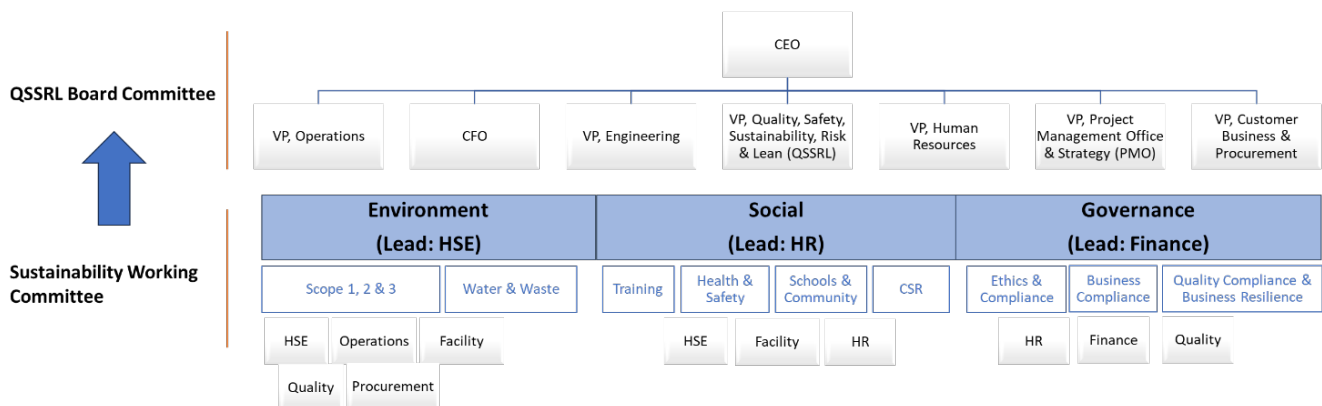 CEO
QSSRL Board Committee
VP, Operations
CFO
VP, Engineering
VP, Quality, Safety,
Sustainability, Risk
& Lean (QSSRL)
VP, Human
Resources
VP, Project
Management Office
& Strategy (PMO)
VP, Customer
Business &
Procurement
Sustainability Working
Committee
Environment
(Lead: HSE)
Social
(Lead: HR)
Governance
(Lead: Finance)
Scope 1, 2 & 3
Water & Waste
Training
Health &
Safety
Schools &
Community
CSR
Ethics &
Compliance
Business
Compliance
Quality Compliance &
Business Resilience
HSE
Operations
Facility
Quality
Procurement
HSE
Facility
HR
HR
Finance
Quality